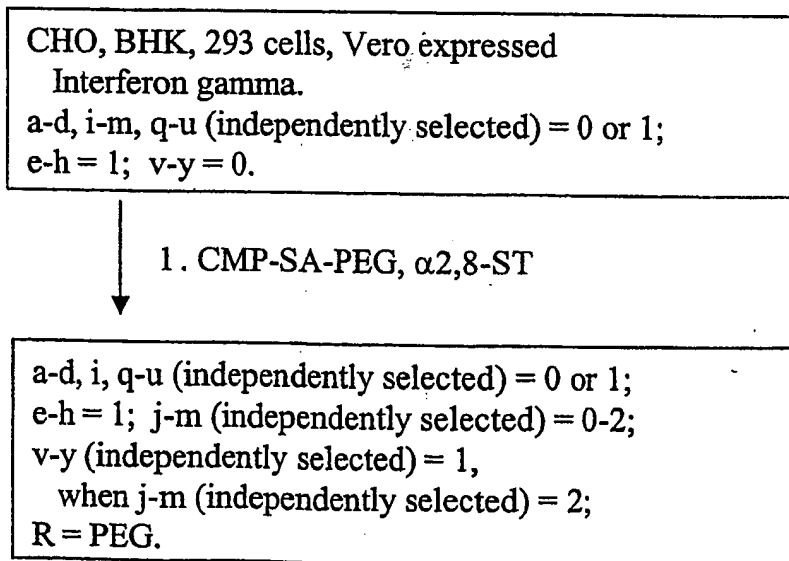 CHO, BHK, 293 cells, Vero expressed
Interferon gamma.
a-d, i-m, q-u (independently selected) = 0 or 1;
e-h = 1; v-y = 0.
1. CMP-SA-PEG, α2,8-ST
a-d, i, q-u (independently selected) = 0 or 1;
e-h = 1; j-m (independently selected) = 0-2;
v-y (independently selected) = 1,
when j-m (independently selected) = 2;
R = PEG.